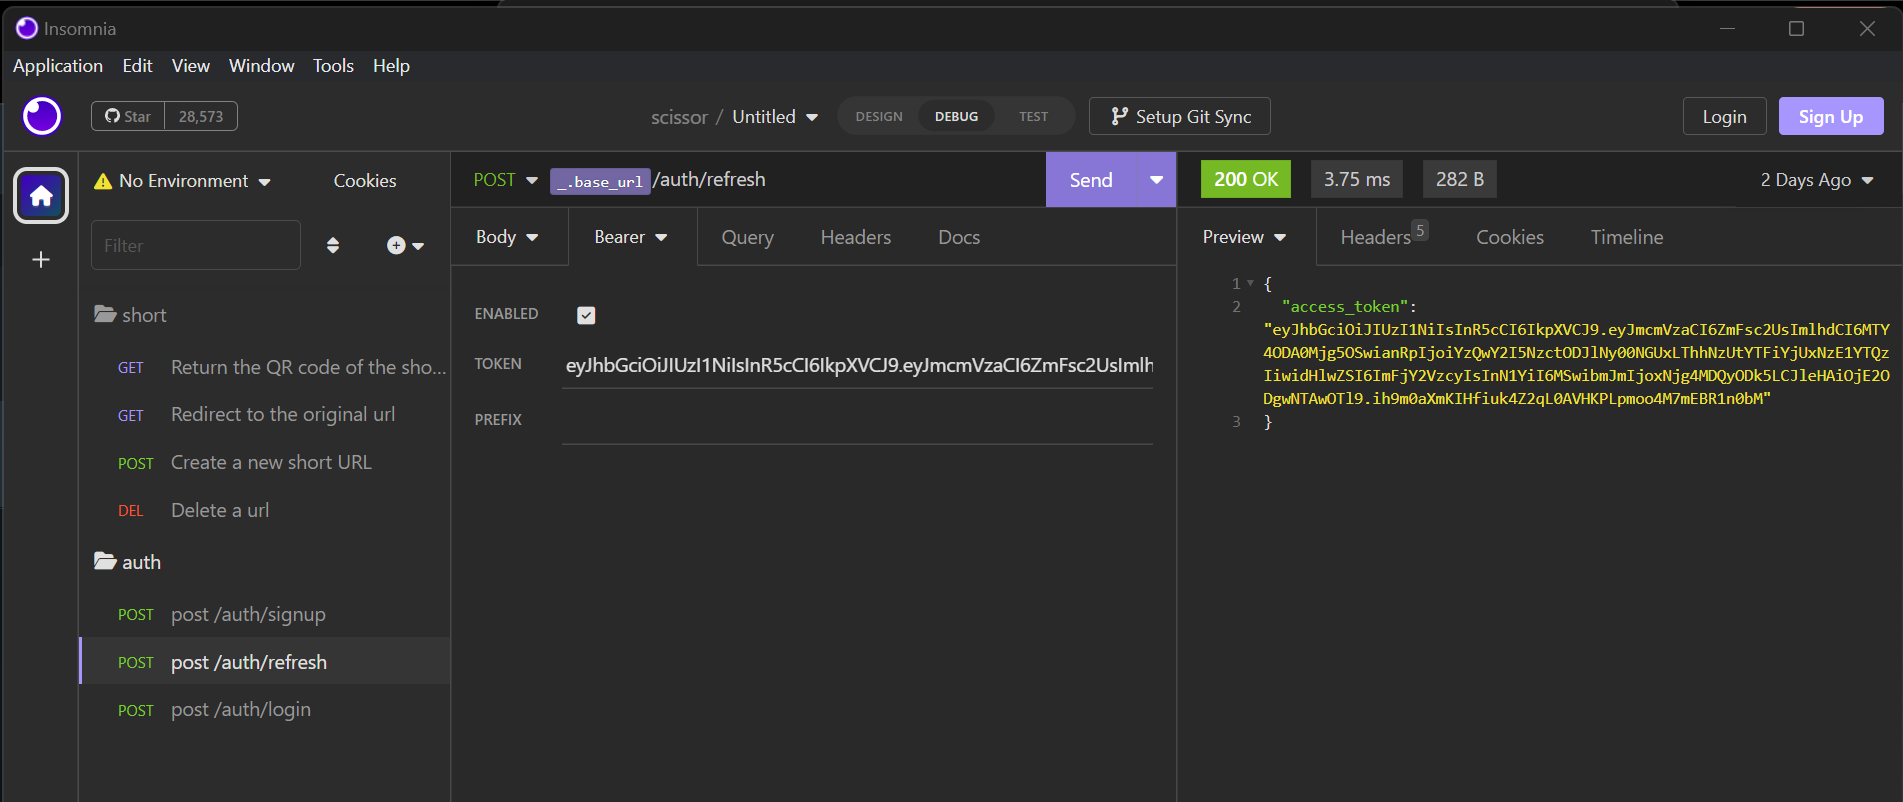 Insomnia
Application Edit View Window Tools Help
Star 28,573
scissor / Untitled
DESIGN DEBUG TEST
Setup Git Sync
Login
Sign Up
No Environment
Cookies
Filter
short
GET Return the QR code of the sho...
GET Redirect to the original url
POST Create a new short URL
DEL Delete a url
auth
POST post /auth/signup
POST post /auth/refresh
POST post /auth/login
POST _.base_url /auth/refresh
Send
Body Bearer Query Headers Docs
ENABLED
TOKEN eyJhbGciOiJIUzI1NiIsInR5cCI6IkpXVCJ9.eyJmcmVzaCI6ZmFsc2UsImlh
PREFIX
200 OK 3.75 ms 282 B 2 Days Ago
Preview Headers 5 Cookies Timeline
1 {
2 "access_token":
"eyJhbGciOiJIUzI1NiIsInR5cCI6IkpXVCJ9.eyJmcmVzaCI6ZmFsc2UsImlhdCI6MTY
4ODA0Mjg5OSwianRpIjoiYzQwY2I5NzctODJlNy00NGUxLThhNzUtYTFiYjUxNzE1YTQz
IiwidHlwZSI6ImFjY2VzcyIsInN1YiI6MSwibmJmIjoxNjg4MDQyODk5LCJleHAiOjE2O
DgwNTAwOTl9.ih9m0aXmKIHfiuk4Z2qL0AVHKPLpmoo4M7mEBR1n0bM"
3 }